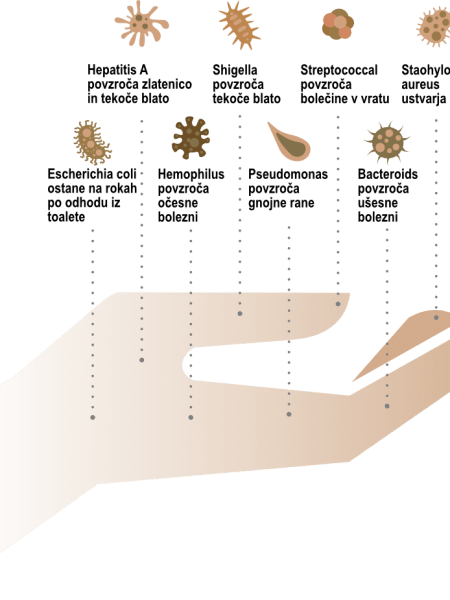 Hepatitis A
povzroča zlatenico
in tekoče blato
Shigella
povzroča
tekoče blato
Streptococcal
povzroča
bolečine v vratu
Staohylo
aureus
ustvarja
Escherichia coli
ostane na rokah
po odhodu iz
toalete
Hemophilus
povzroča
očesne
bolezni
Pseudomonas
povzroča
gnojne rane
Bacteroids
povzroča
ušesne
bolezni